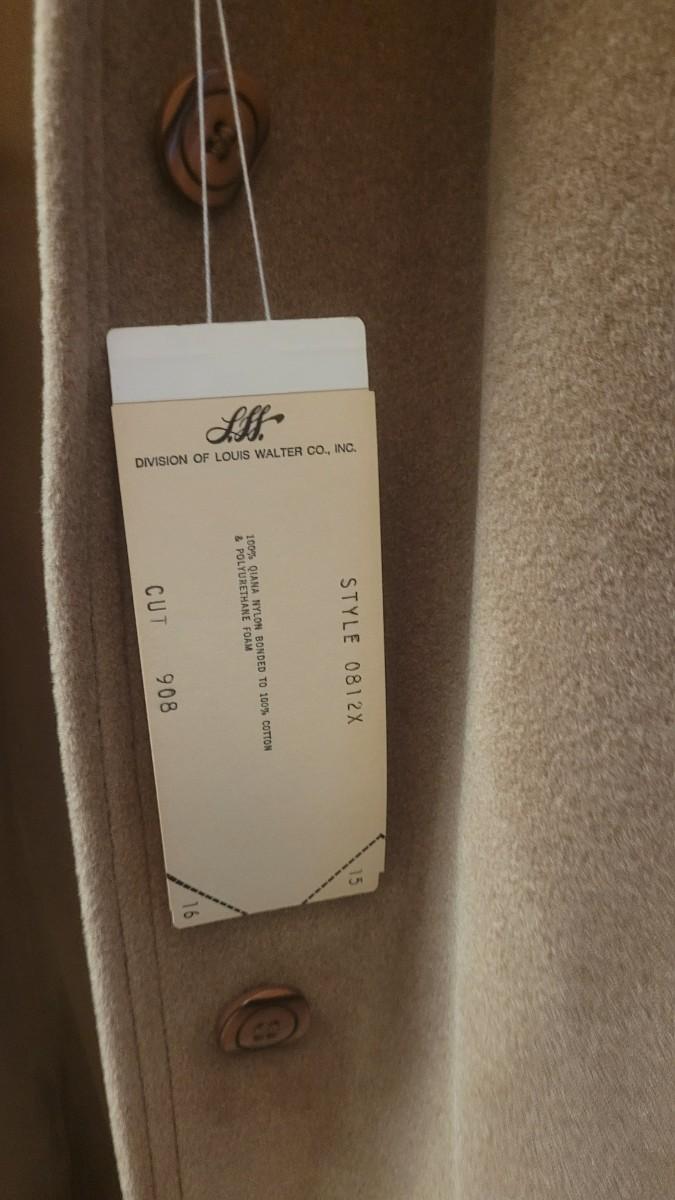 L.W.
DIVISION OF LOUIS WALTER CO., INC.
STYLE 0812X
100% QIANA NYLON BONDED TO 100% COTTON
& POLYURETHANE FOAM
CUT 908
15
16